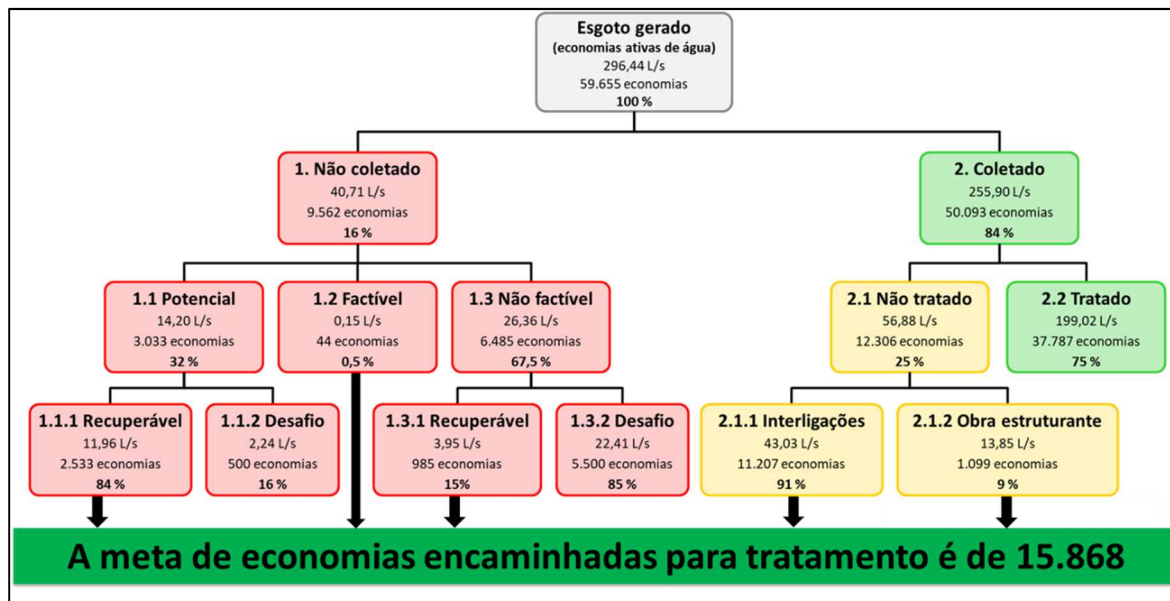 Esgoto gerado
(economias ativas de água)
296,44 L/s
59.655 economias
100 %
1. Não coletado
40,71 L/s
9.562 economias
16 %
2. Coletado
255,90 L/s
50.093 economias
84 %
1.1 Potencial
14,20 L/s
3.033 economias
32 %
1.2 Factível
0,15 L/s
44 economias
0,5 %
1.3 Não factível
26,36 L/s
6.485 economias
67,5 %
2.1 Não tratado
56,88 L/s
12.306 economias
25 %
2.2 Tratado
199,02 L/s
37.787 economias
75 %
1.1.1 Recuperável
11,96 L/s
2.533 economias
84 %
1.1.2 Desafio
2,24 L/s
500 economias
16 %
1.3.1 Recuperável
3,95 L/s
985 economias
15%
1.3.2 Desafio
22,41 L/s
5.500 economias
85 %
2.1.1 Interligações
43,03 L/s
11.207 economias
91 %
2.1.2 Obra estruturante
13,85 L/s
1.099 economias
9 %
A meta de economias encaminhadas para tratamento é de 15.868